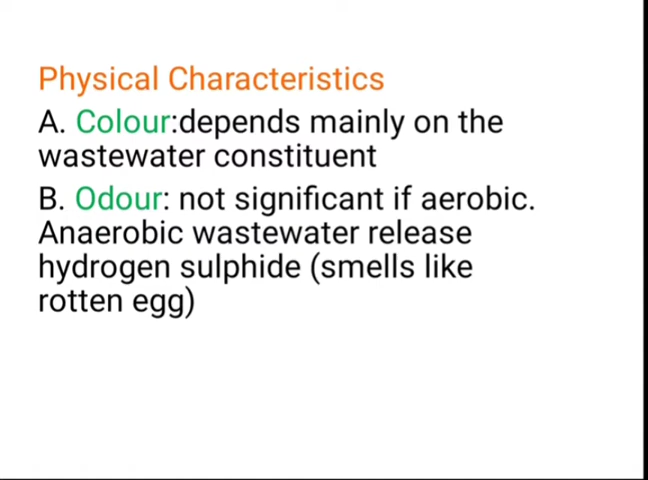 Physical Characteristics
A. Colour:depends mainly on the
wastewater constituent
B. Odour: not significant if aerobic.
Anaerobic wastewater release
hydrogen sulphide (smells like
rotten egg)